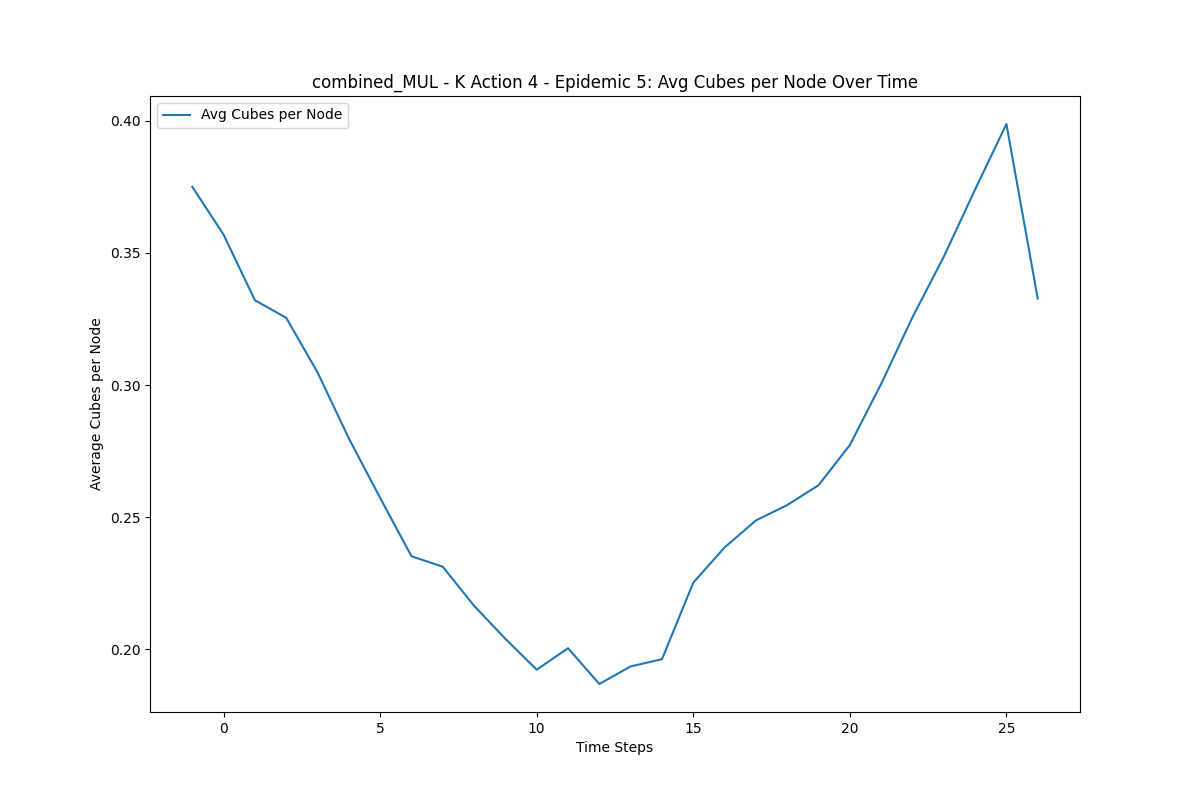 combined_MUL - K Action 4 - Epidemic 5: Avg Cubes per Node Over Time
Avg Cubes per Node
0.40
0.35
0.30
0.25
0.20
Average Cubes per Node
0 5 10 15 20 25
Time Steps